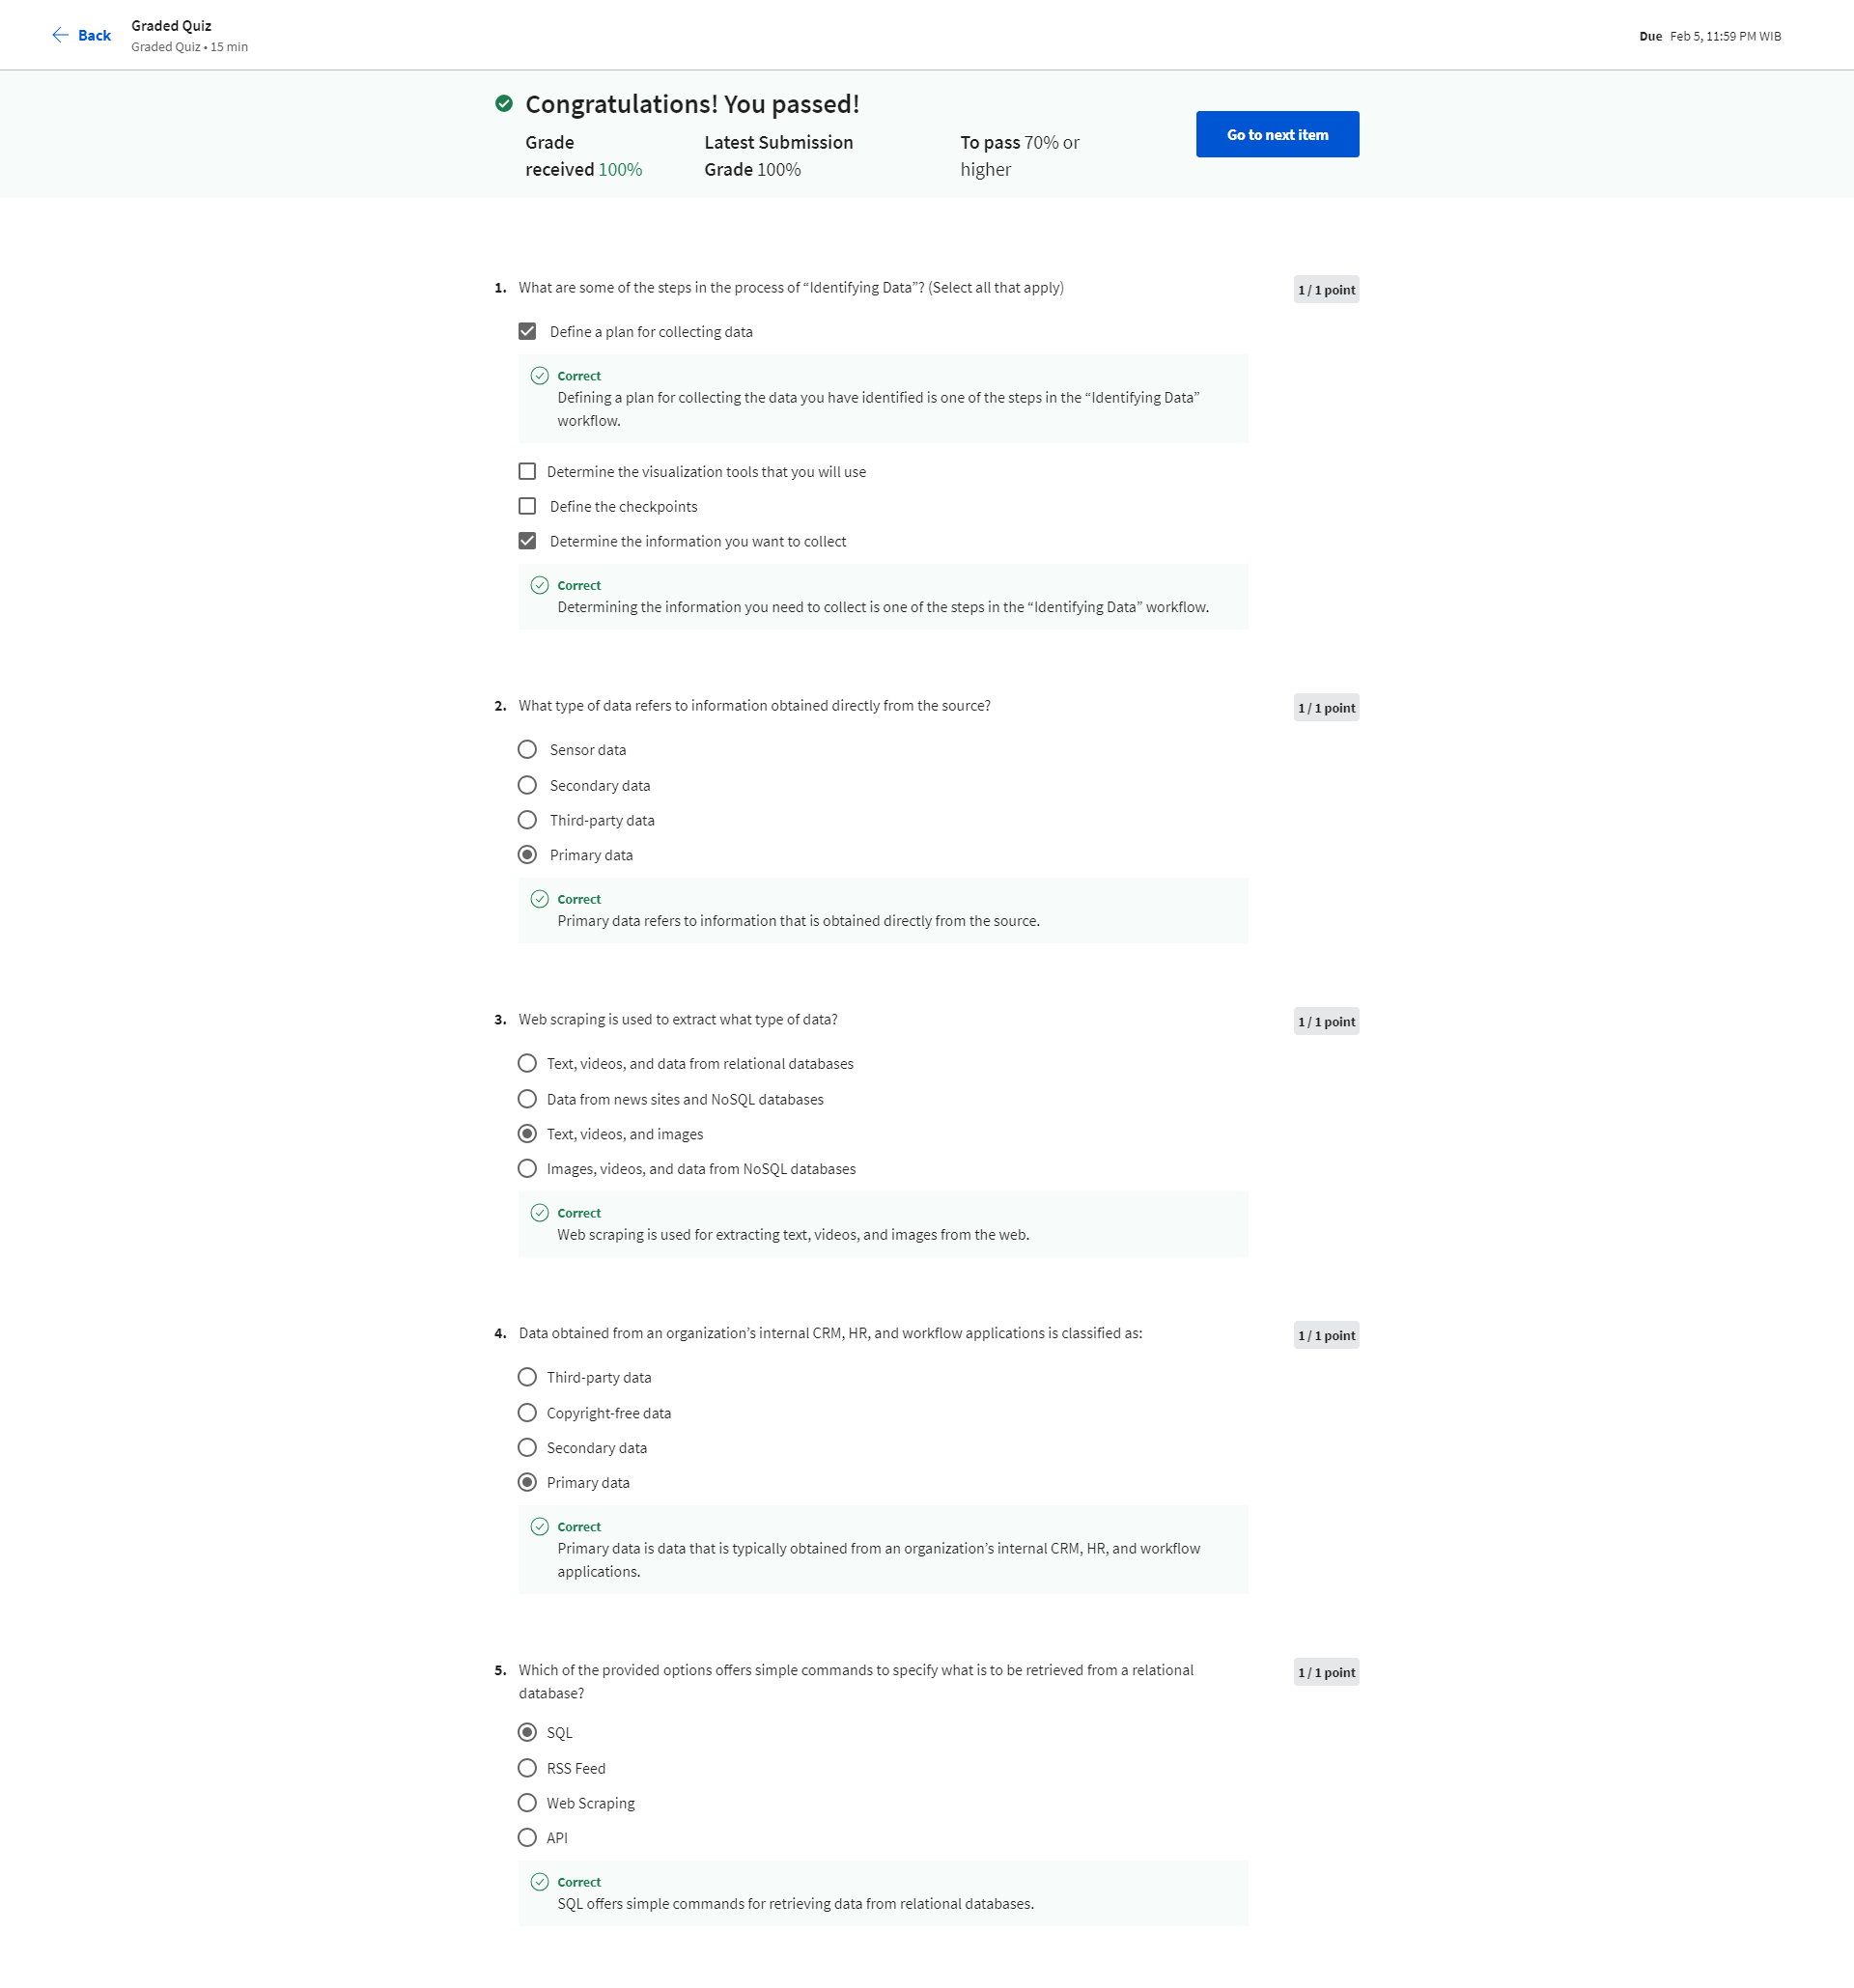 Back
Graded Quiz
Graded Quiz • 15 min
Due Feb 5, 11:59 PM WIB
Congratulations! You passed!
Grade received 100%
Latest Submission Grade 100%
To pass 70% or higher
Go to next item
1. What are some of the steps in the process of “Identifying Data”? (Select all that apply)
1 / 1 point
Define a plan for collecting data
Correct
Defining a plan for collecting the data you have identified is one of the steps in the “Identifying Data”
workflow.
Determine the visualization tools that you will use
Define the checkpoints
Determine the information you want to collect
Correct
Determining the information you need to collect is one of the steps in the “Identifying Data” workflow.
2. What type of data refers to information obtained directly from the source?
1 / 1 point
Sensor data
Secondary data
Third-party data
Primary data
Correct
Primary data refers to information that is obtained directly from the source.
3. Web scraping is used to extract what type of data?
1 / 1 point
Text, videos, and data from relational databases
Data from news sites and NoSQL databases
Text, videos, and images
Images, videos, and data from NoSQL databases
Correct
Web scraping is used for extracting text, videos, and images from the web.
4. Data obtained from an organization’s internal CRM, HR, and workflow applications is classified as:
1 / 1 point
Third-party data
Copyright-free data
Secondary data
Primary data
Correct
Primary data is data that is typically obtained from an organization’s internal CRM, HR, and workflow
applications.
5. Which of the provided options offers simple commands to specify what is to be retrieved from a relational
database?
1 / 1 point
SQL
RSS Feed
Web Scraping
API
Correct
SQL offers simple commands for retrieving data from relational databases.